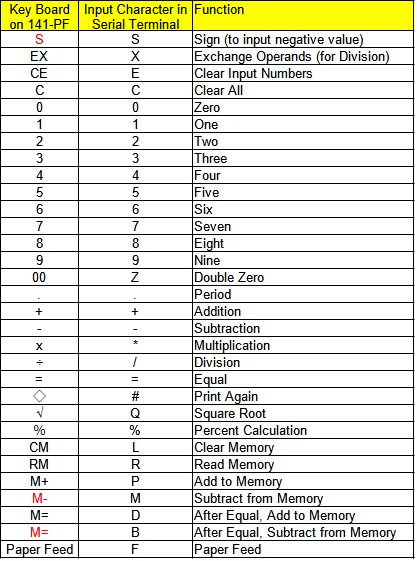 Key Board on 141-PF | Input Character in Serial Terminal | Function
S | S | Sign (to input negative value)
EX | X | Exchange Operands (for Division)
CE | E | Clear Input Numbers
C | C | Clear All
0 | 0 | Zero
1 | 1 | One
2 | 2 | Two
3 | 3 | Three
4 | 4 | Four
5 | 5 | Five
6 | 6 | Six
7 | 7 | Seven
8 | 8 | Eight
9 | 9 | Nine
00 | Z | Double Zero
. | . | Period
+ | + | Addition
- | - | Subtraction
x | * | Multiplication
÷ | / | Division
= | = | Equal
◇ | # | Print Again
√ | Q | Square Root
% | % | Percent Calculation
CM | L | Clear Memory
RM | R | Read Memory
M+ | P | Add to Memory
M- | M | Subtract from Memory
M= | D | After Equal, Add to Memory
M= | B | After Equal, Subtract from Memory
Paper Feed | F | Paper Feed